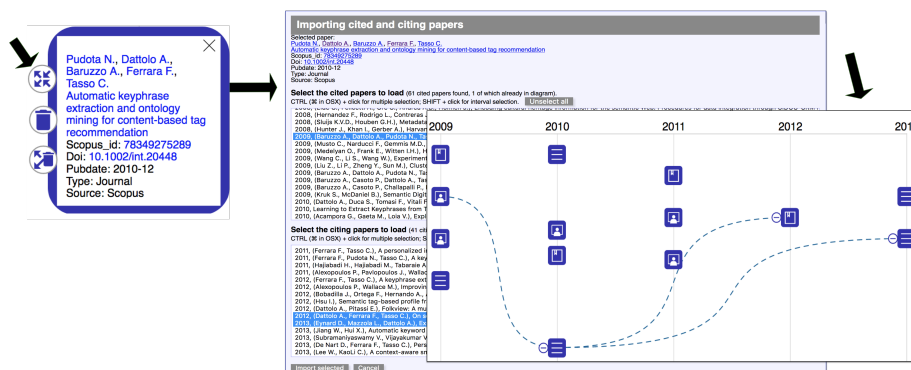 Pudota N., Dattolo A.,
Baruzzo A., Ferrara F.,
Tasso C.
Automatic keyphrase
extraction and ontology
mining for content-based tag
recommendation
Scopus_id: 78349275289
Doi: 10.1002/int.20448
Pubdate: 2010-12
Type: Journal
Source: Scopus
Importing cited and citing papers
Selected paper:
Pudota N., Dattolo A., Baruzzo A., Ferrara F., Tasso C.
Automatic keyphrase extraction and ontology mining for content-based tag recommendation
Scopus_id: 78349275289
Doi: 10.1002/int.20448
Pubdate: 2010-12
Type: Journal
Source: Scopus
Select the cited papers to load (61 cited papers found, 1 of which already in diagram).
CTRL (⌘ in OSX) + click for multiple selection; SHIFT + click for interval selection. Unselect all
2008, (Hernandez F., Rodrigo L., Contreras
2008, (Sluijs K.V.D., Houben G.H.), Metadata
2008, (Hunter J., Khan I., Gerber A.), Harvan
2009, (Baruzzo A., Dattolo A., Pudota N., Ta
2009, (Musto C., Narducci F., Gemmis M.D.,
2009, (Medelyan O., Frank E., Witten I.H.), H
2009, (Wang C., Li S., Wang W.), Experiment
2009, (Liu Z., Li P., Zheng Y., Sun M.), Cluste
2009, (Baruzzo A., Dattolo A., Pudota N., Tas
2009, (Baruzzo A., Casoto P., Dattolo A., Tas
2009, (Baruzzo A., Casoto P., Challapalli P.,
2009, (Kruk S., McDaniel B.), Semantic Digit
2010, (Dattolo A., Duca S., Tomasi F., Vitali F
2010, Learning to Extract Keyphrases from T
2010, (Acampora G., Gaeta M., Loia V.), Expl
Select the citing papers to load (41 cit
CTRL (⌘ in OSX) + click for multiple selection; S
2011, (Ferrara F., Tasso C.), A personalized i
2011, (Ferrara F., Pudota N., Tasso C.), A key
2011, (Hajiabadi H., Hajiabadi M., Tabaraie A
2011, (Alexopoulos P., Pavlopoulos J., Wallac
2012, (Ferrara F., Tasso C.), A keyphrase ext
2012, (Alexopoulos P., Wallace M.), Improvin
2012, (Bobadilla J., Ortega F., Hernando A.,
2012, (Hsu I.), Semantic tag-based profile fr
2012, (Dattolo A., Pitassi E.), Folkview: A mu
2012, (Dattolo A., Ferrara F., Tasso C.), On s
2013, (Eynard D., Mazzola L., Dattolo A.), Ex
2013, (Jiang W., Hui X.), Automatic keyword
2013, (Subramaniyaswamy V., Vijayakumar V
2013, (De Nart D., Ferrara F., Tasso C.), Pers
2013, (Lee W., KaoLi C.), A context-aware sn
Import selected Cancel
2009 2010 2011 2012 201